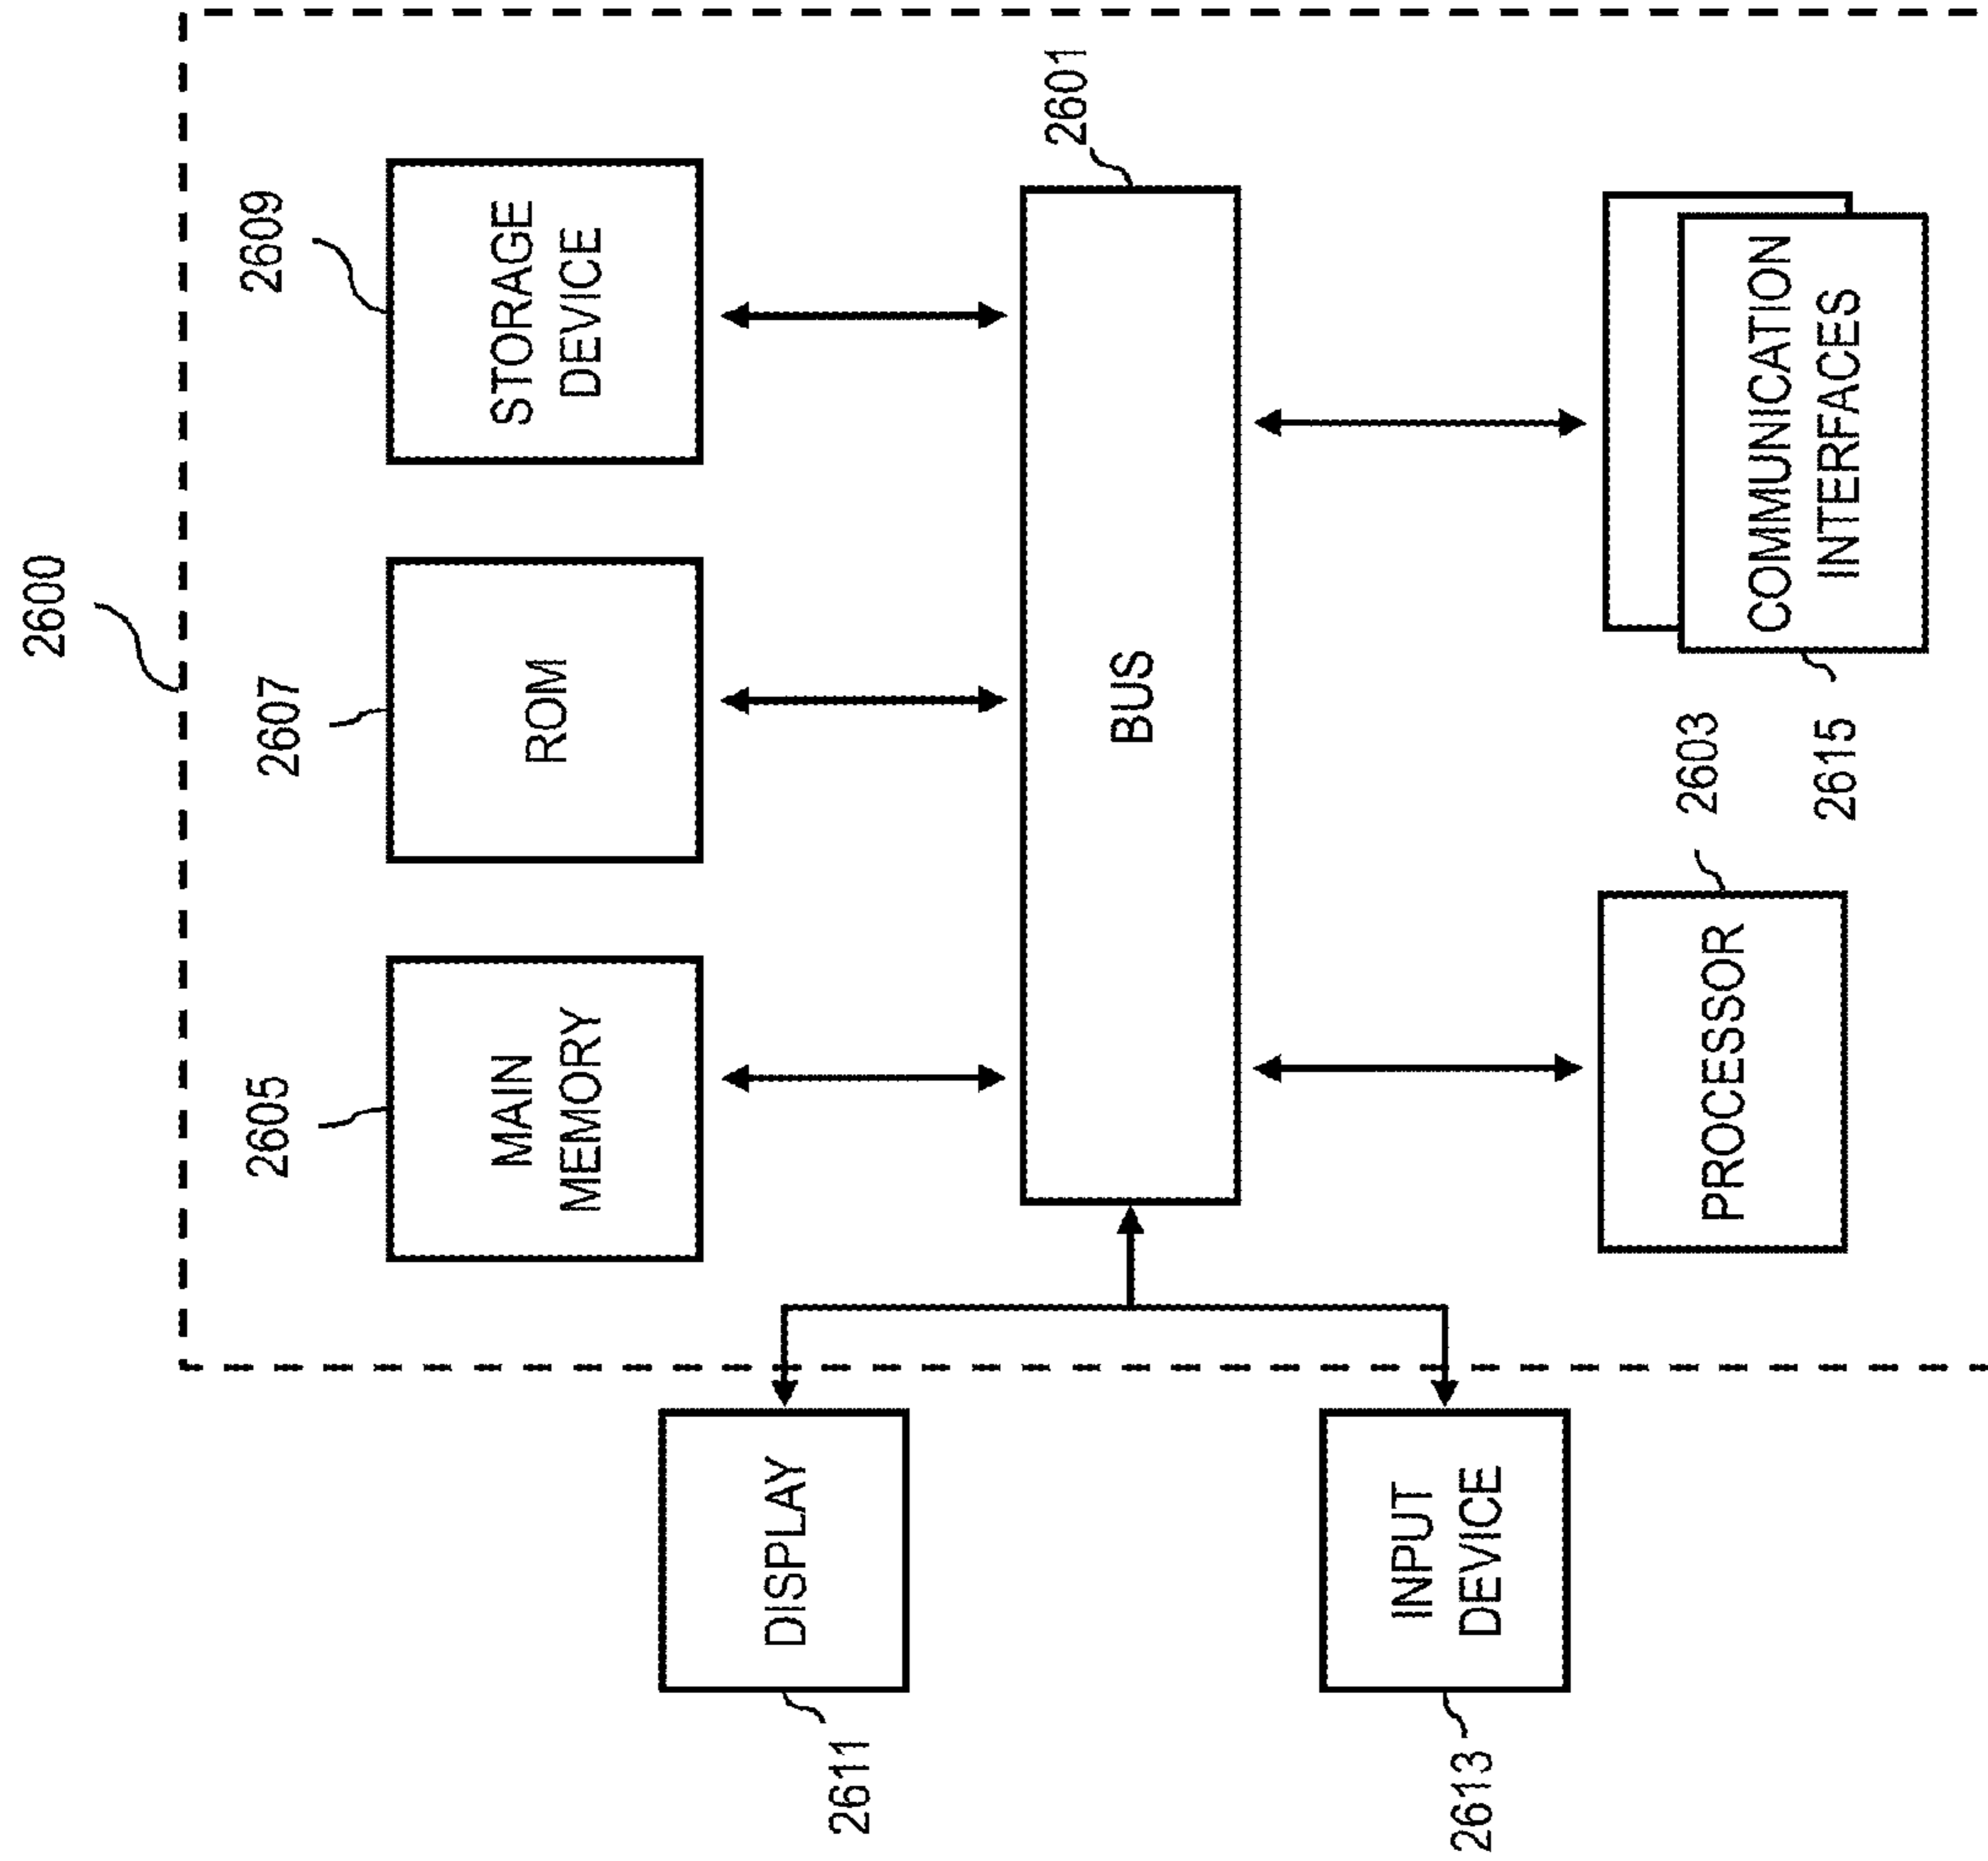 2600
2605
2607
2609
MAIN
MEMORY
ROM
STORAGE
DEVICE
2611
DISPLAY
BUS
2601
2613
INPUT
DEVICE
PROCESSOR
2603
2615
COMMUNICATION
INTERFACES